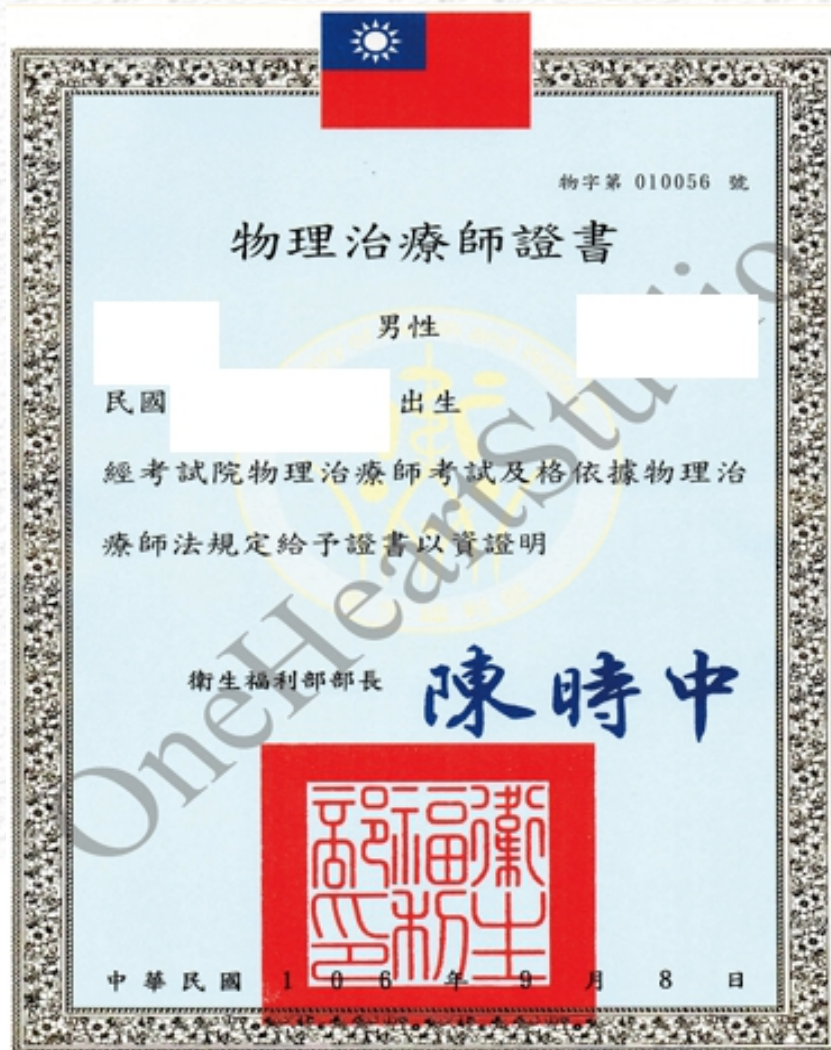 物字第 010056 號
物理治療師證書
男性
民國 出生
經考試院物理治療師考試及格依據物理治
療師法規定給予證書以資證明
衛生福利部部長 陳時中
衛生福利部印
中華民國 106 年 9 月 8 日
OneHeartStudio